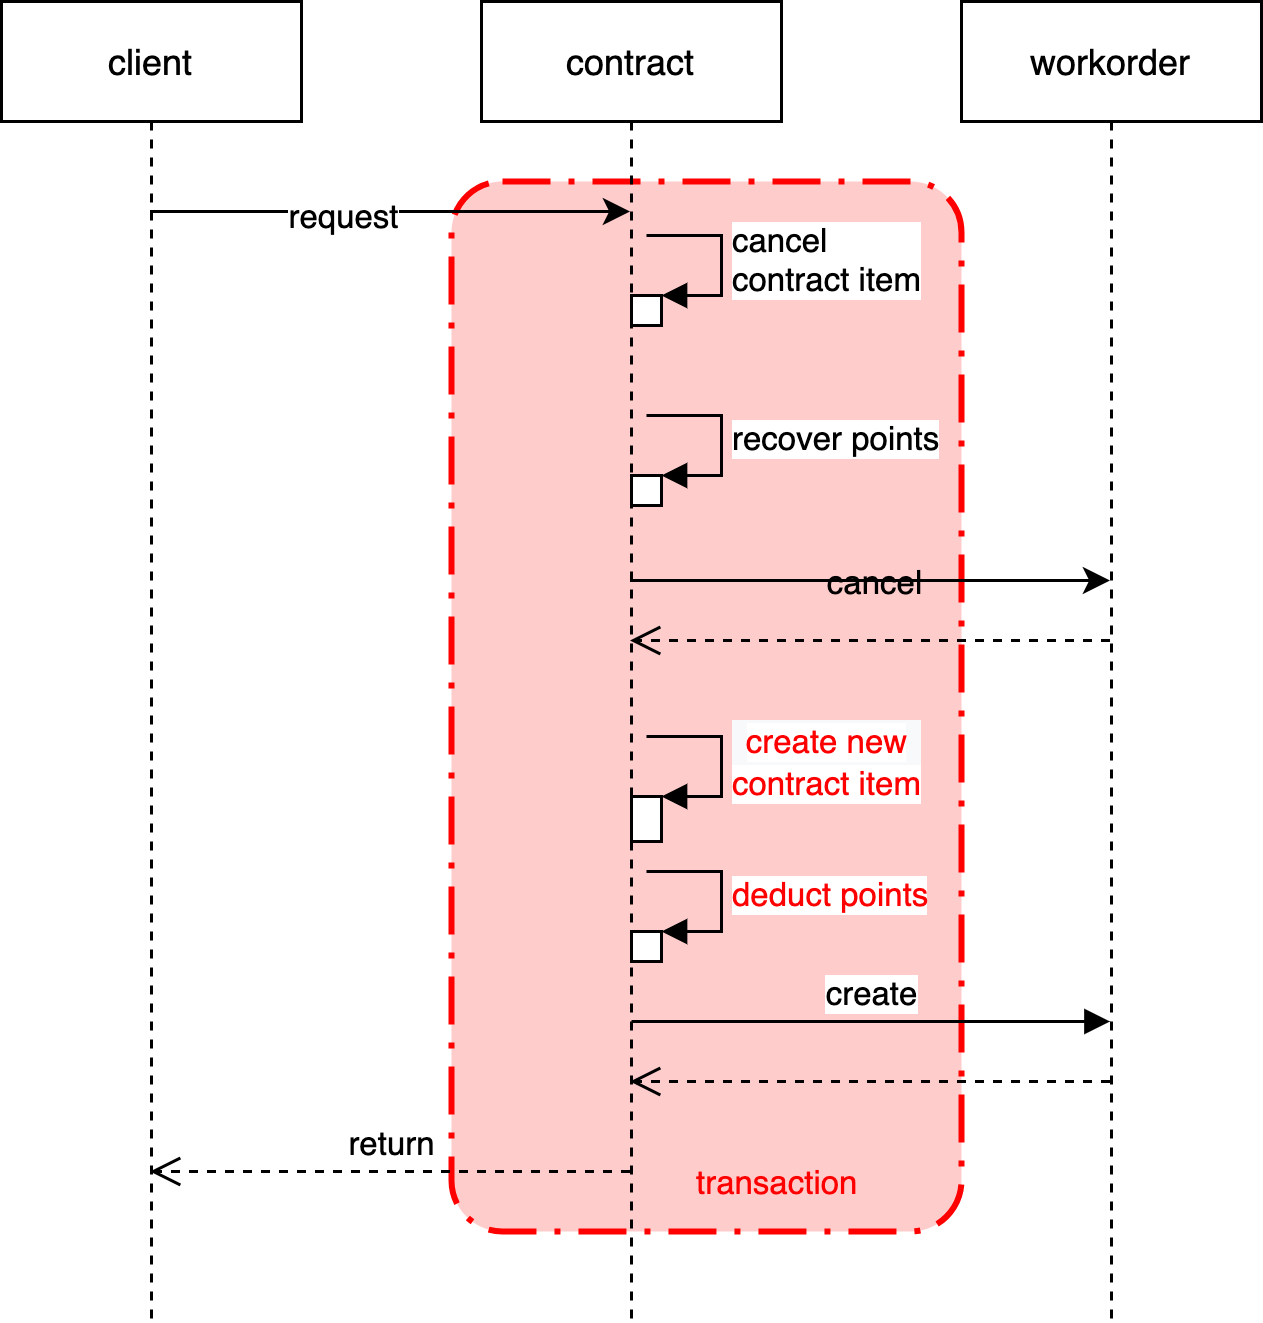 client
contract
workorder
request
cancel
contract item
recover points
cancel
create new
contract item
deduct points
create
return
transaction